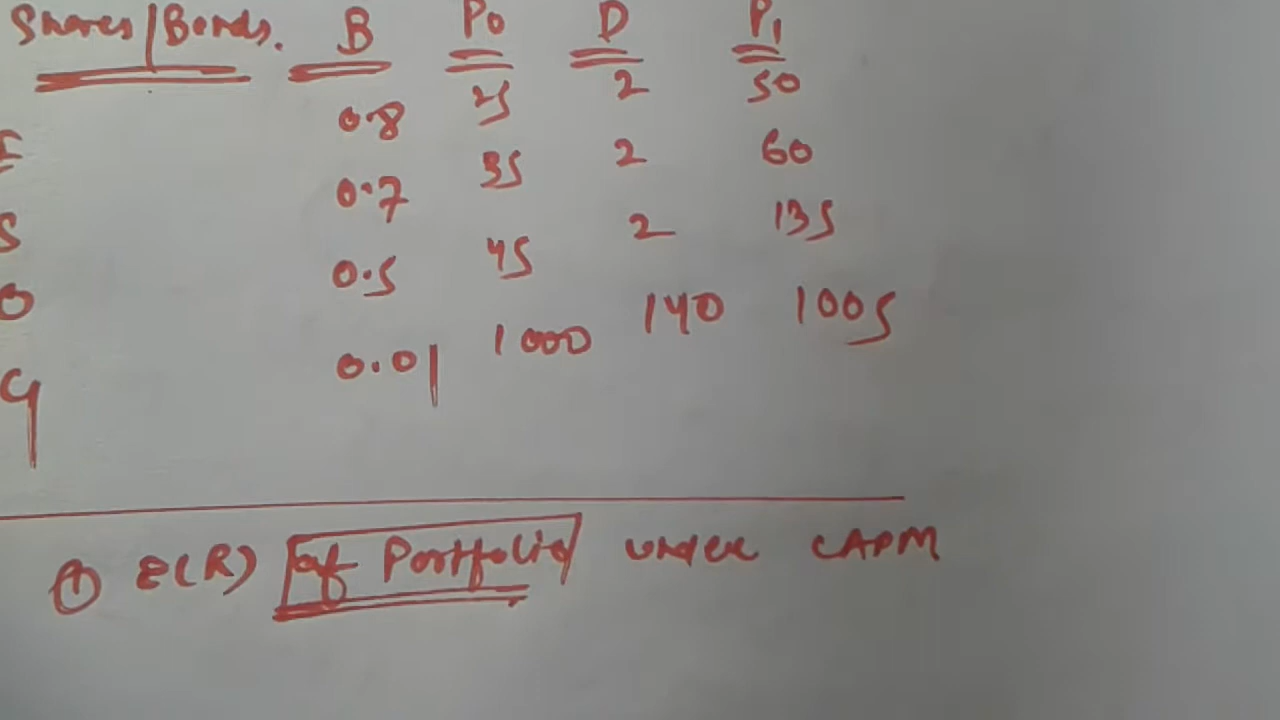 Shares/Bonds. B P0 D P1
0.8 25 2 50
0.7 35 2 60
S 0.5 45 2 135
O 0.01 1000 140 1005
G
① E(R) of Portfolio under CAPM